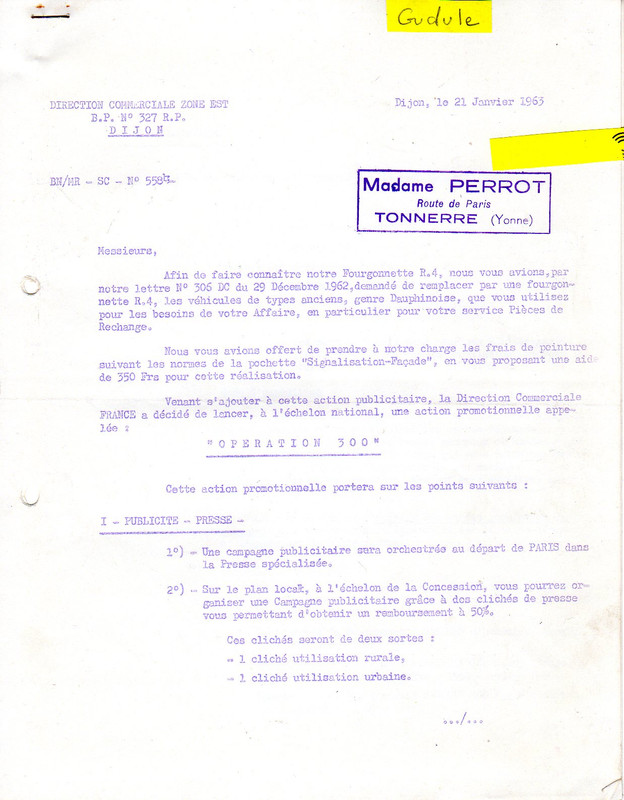 Gudule
DIRECTION COMMERCIALE ZONE EST
B.P. N° 327 R.P.
DIJON
Dijon, le 21 Janvier 1963
BN/MR - SC - N°
Madame PERROT
Route de Paris
TONNERRE (Yonne)
Messieurs,
Afin de faire connaître notre Fourgonnette R.4, nous vous avions,par
notre lettre N° 306 DC du 29 Décembre 1962,demandé de remplacer par une fourgon-
nette R.4, les véhicules de types anciens, genre Dauphinoise, que vous utilisez
pour les besoins de votre Affaire, en particulier pour votre service Pièces de
Rechange.
Nous vous avions offert de prendre à notre charge les frais de peinture
suivant les normes de la pochette "Signalisation-Façade", en vous proposant une aide
de 350 Frs pour cette réalisation.
Venant s'ajouter à cette action publicitaire, la Direction Commerciale
FRANCE a décidé de lancer, à l'échelon national, une action promotionnelle appe-
lée :
"OPERATION 300"
Cette action promotionnelle portera sur les points suivants :
I - PUBLICITE - PRESSE -
1°) - Une campagne publicitaire sera orchestrée au départ de PARIS dans
la Presse spécialisée.
2°) - Sur le plan local, à l'échelon de la Concession, vous pourrez or-
ganiser une Campagne publicitaire grâce à des clichés de presse
vous permettant d'obtenir un remboursement à 50%.
Ces clichés seront de deux sortes :
- 1 cliché utilisation rurale,
- 1 cliché utilisation urbaine.
.../...